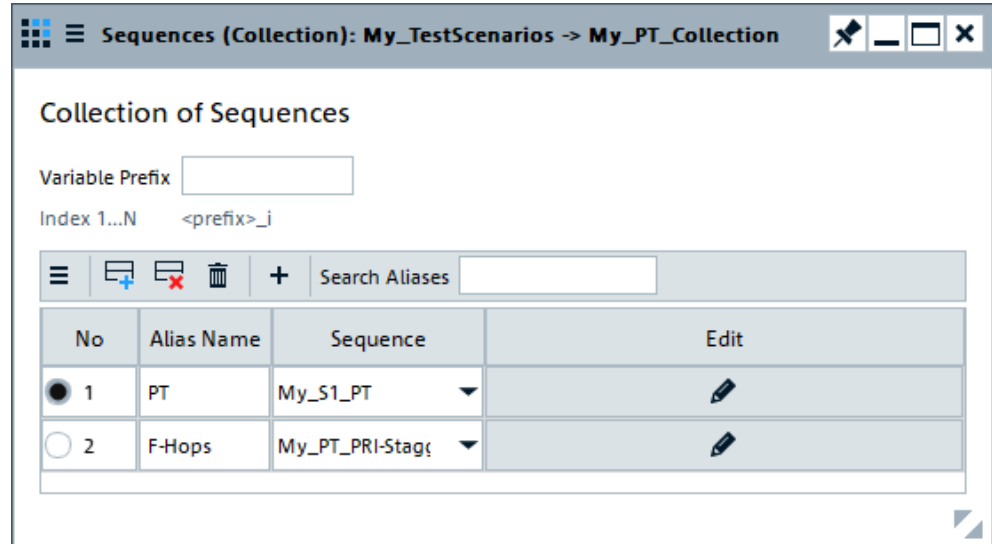 Sequences (Collection): My_TestScenarios -> My_PT_Collection
Collection of Sequences
Variable Prefix
Index 1...N <prefix>_i
Search Aliases
No Alias Name Sequence Edit
1 PT My_S1_PT
2 F-Hops My_PT_PRI-Stagg